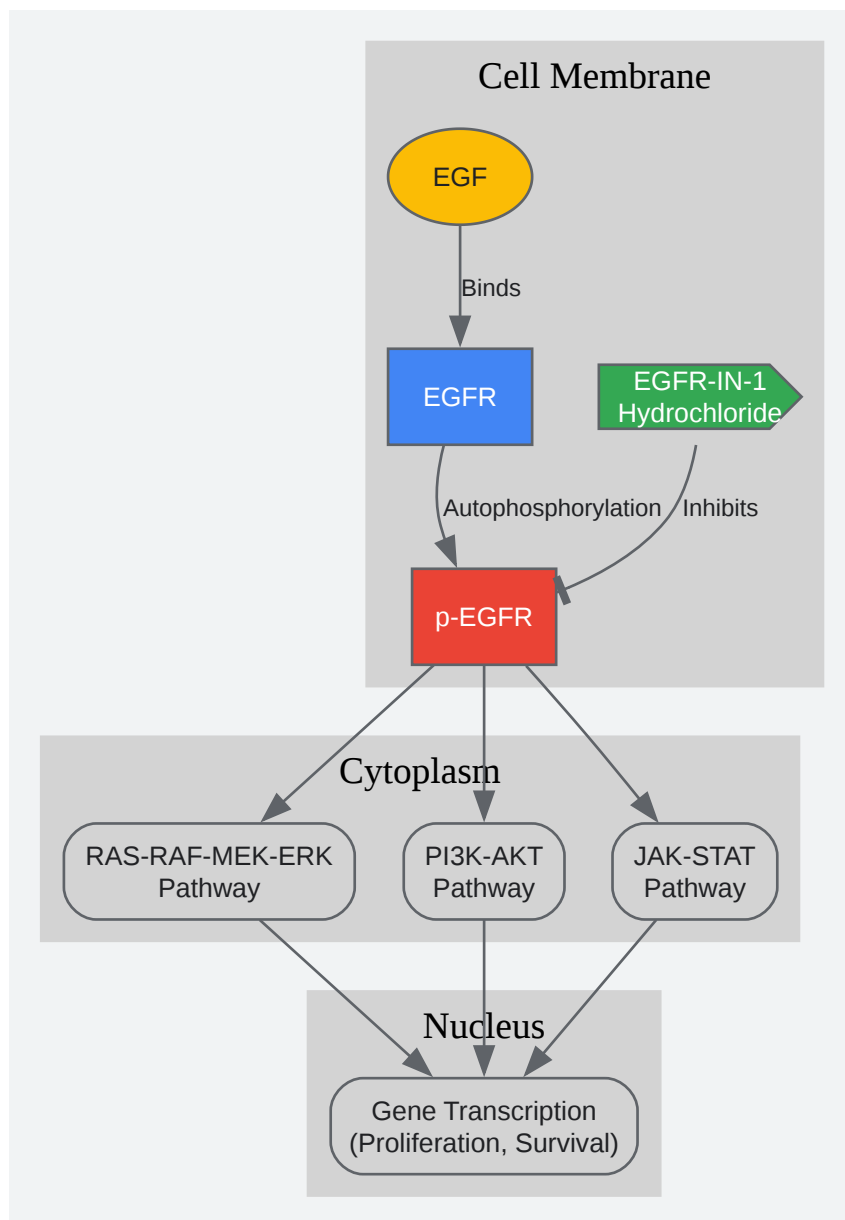 Cell Membrane
EGF
Binds
EGFR
EGFR-IN-1
Hydrochloride
Autophosphorylation
Inhibits
p-EGFR
Cytoplasm
RAS-RAF-MEK-ERK
Pathway
PI3K-AKT
Pathway
JAK-STAT
Pathway
Nucleus
Gene Transcription
(Proliferation, Survival)